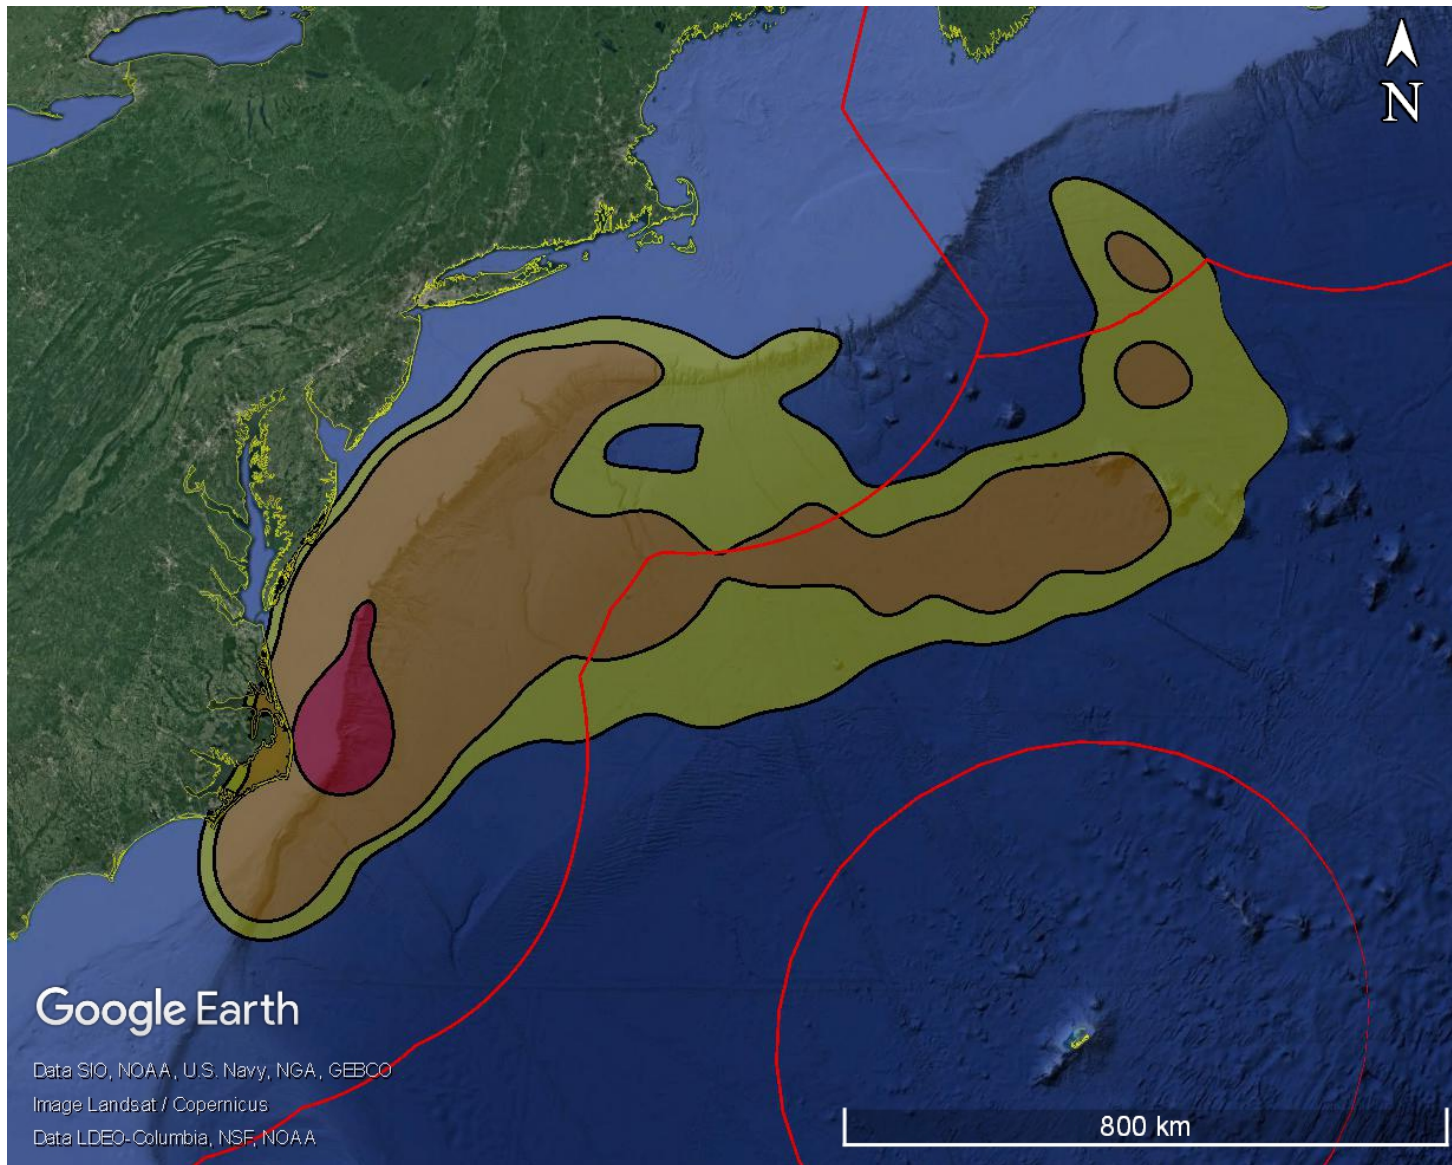 N
Google Earth
Data SIO, NOAA, U.S. Navy, NGA, GEBCO
Image Landsat / Copernicus
Data LDEO-Columbia, NSF, NOAA
800 km